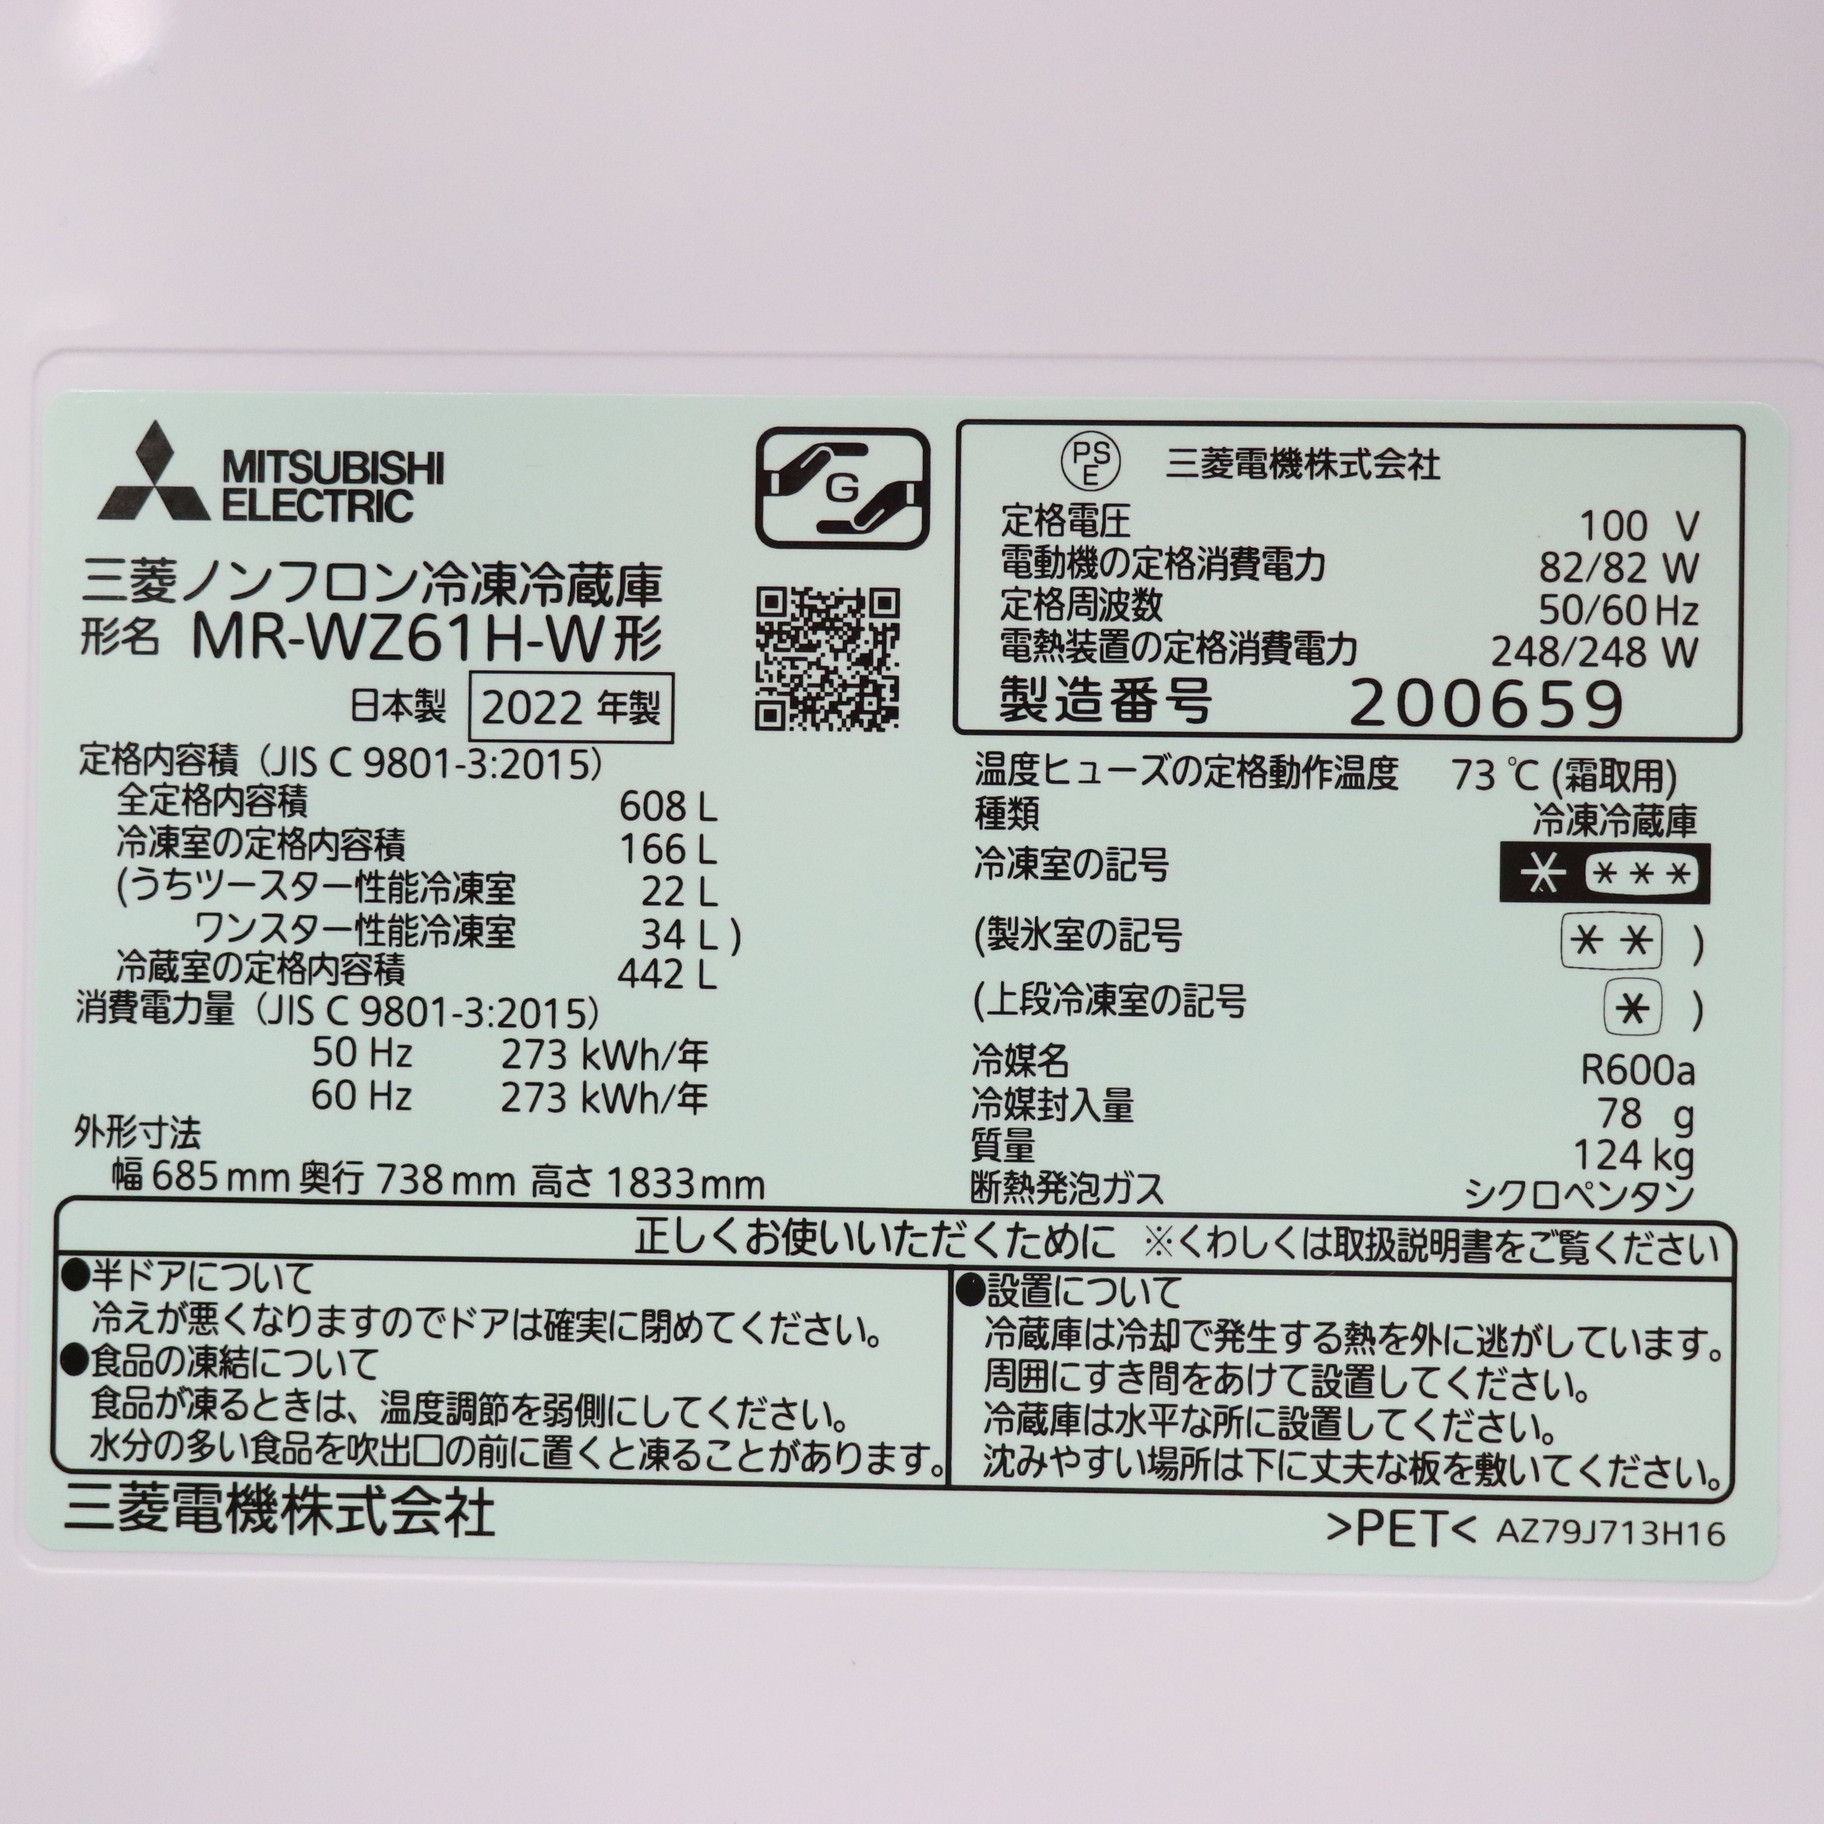 MITSUBISHI
ELECTRIC
三菱ノンフロン冷凍冷蔵庫
形名 MR-WZ61H-W形
日本製 2022 年製
定格内容積（JIS C 9801-3:2015）
全定格内容積 608 L
冷凍室の定格内容積 166 L
(うちツースター性能冷凍室 22 L
ワンスター性能冷凍室 34 L )
冷蔵室の定格内容積 442 L
消費電力量（JIS C 9801-3:2015）
50 Hz 273 kWh/年
60 Hz 273 kWh/年
外形寸法
幅 685 mm 奥行 738 mm 高さ 1833 mm
G
PS
E
三菱電機株式会社
定格電圧 100 V
電動機の定格消費電力 82/82 W
定格周波数 50/60 Hz
電熱装置の定格消費電力 248/248 W
製造番号 200659
温度ヒューズの定格動作温度 73 ℃ (霜取用)
種類 冷凍冷蔵庫
冷凍室の記号 * * * *
(製氷室の記号 * * )
(上段冷凍室の記号 * )
冷媒名 R600a
冷媒封入量 78 g
質量 124 kg
断熱発泡ガス シクロペンタン
正しくお使いいただくために ※くわしくは取扱説明書をご覧ください
●半ドアについて
冷えが悪くなりますのでドアは確実に閉めてください。
●食品の凍結について
食品が凍るときは、温度調節を弱側にしてください。
水分の多い食品を吹出口の前に置くと凍ることがあります。
●設置について
冷蔵庫は冷却で発生する熱を外に逃がしています。
周囲にすき間をあけて設置してください。
冷蔵庫は水平な所に設置してください。
沈みやすい場所は下に丈夫な板を敷いてください。
三菱電機株式会社
>PET< AZ79J713H16